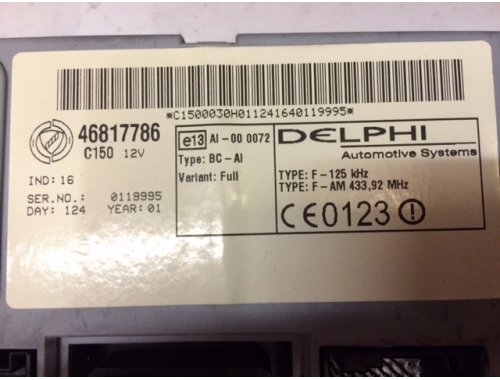 *C1500030H011241640119995*
46817786
C150 12V
IND: 16
SER.NO.: 0119995
DAY: 124 YEAR: 01
e13 AI-00 0072
Type: BC-AI
Variant: Full
DELPHI
Automotive Systems
TYPE: F-125 kHz
TYPE: F-AM 433,92 MHz
CE0123